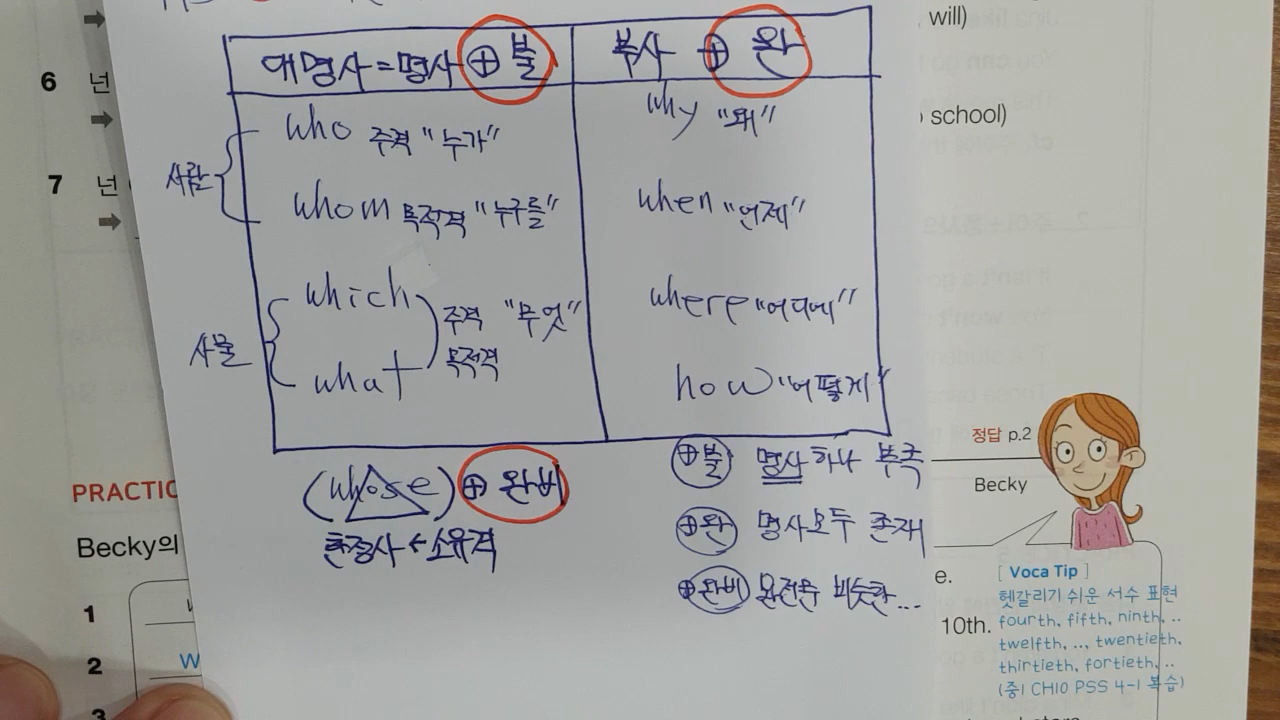 will)
6 넌
school)
7 넌
대명사=명사 ⊕ 불
부사 ⊕ 완
사람
who 주격 "누가"
why "왜"
whom 목적격 "누구를"
when "언제"
사물
which
what
주격 "무엇"
목적격
where "어디에"
how "어떻게"
(whose) ⊕ 완비
한정사 ← 소유격
⊕불 명사 하나 부족
⊕완 명사 모두 존재
⊕완비 완전은 비슷한...
정답 p.2
Becky
PRACTIC
Becky의
1
2 W
3
e.
10th.
[ Voca Tip ]
헷갈리기 쉬운 서수 표현
fourth, fifth, ninth, ..
twelfth, .., twentieth,
thirtieth, fortieth, ..
(중1 CH10 PSS 4-1 복습)